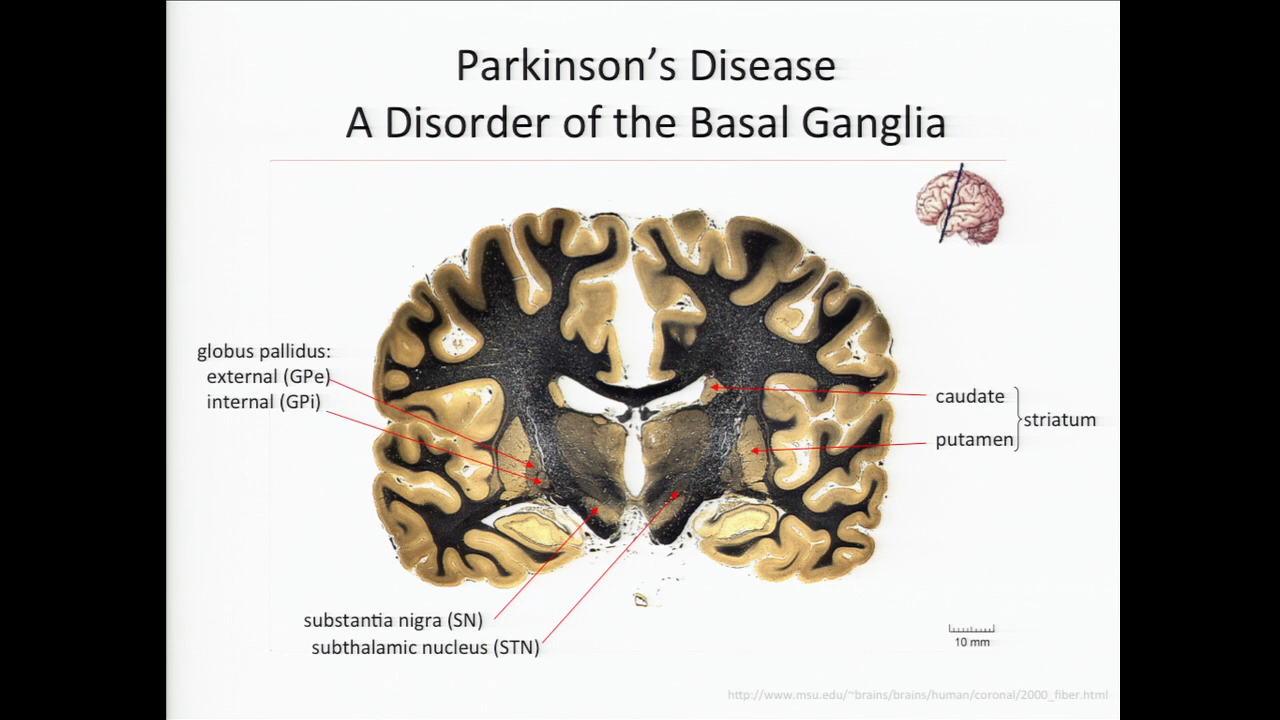 Parkinson’s Disease
A Disorder of the Basal Ganglia
globus pallidus:
external (GPe)
internal (GPi)
caudate
putamen
striatum
substantia nigra (SN)
subthalamic nucleus (STN)
10 mm
http://www.msu.edu/~brains/brains/human/coronal/2000_fiber.html